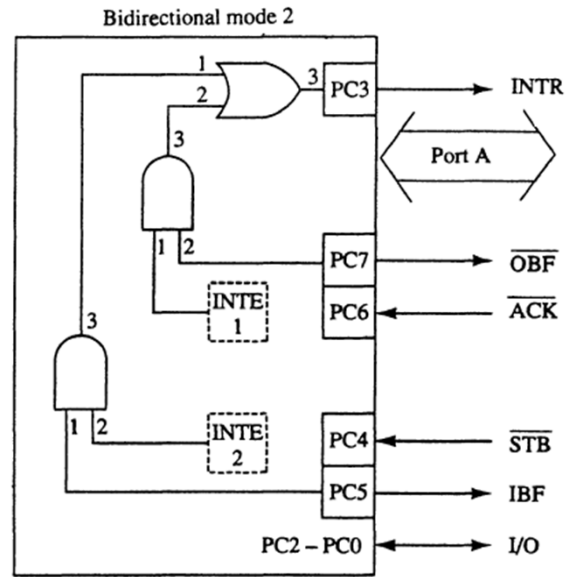 Bidirectional mode 2
1
2
3
PC3
INTR
Port A
3
1
2
PC7
OBF
INTE
1
PC6
ACK
3
1
2
INTE
2
PC4
STB
PC5
IBF
PC2 – PC0
I/O